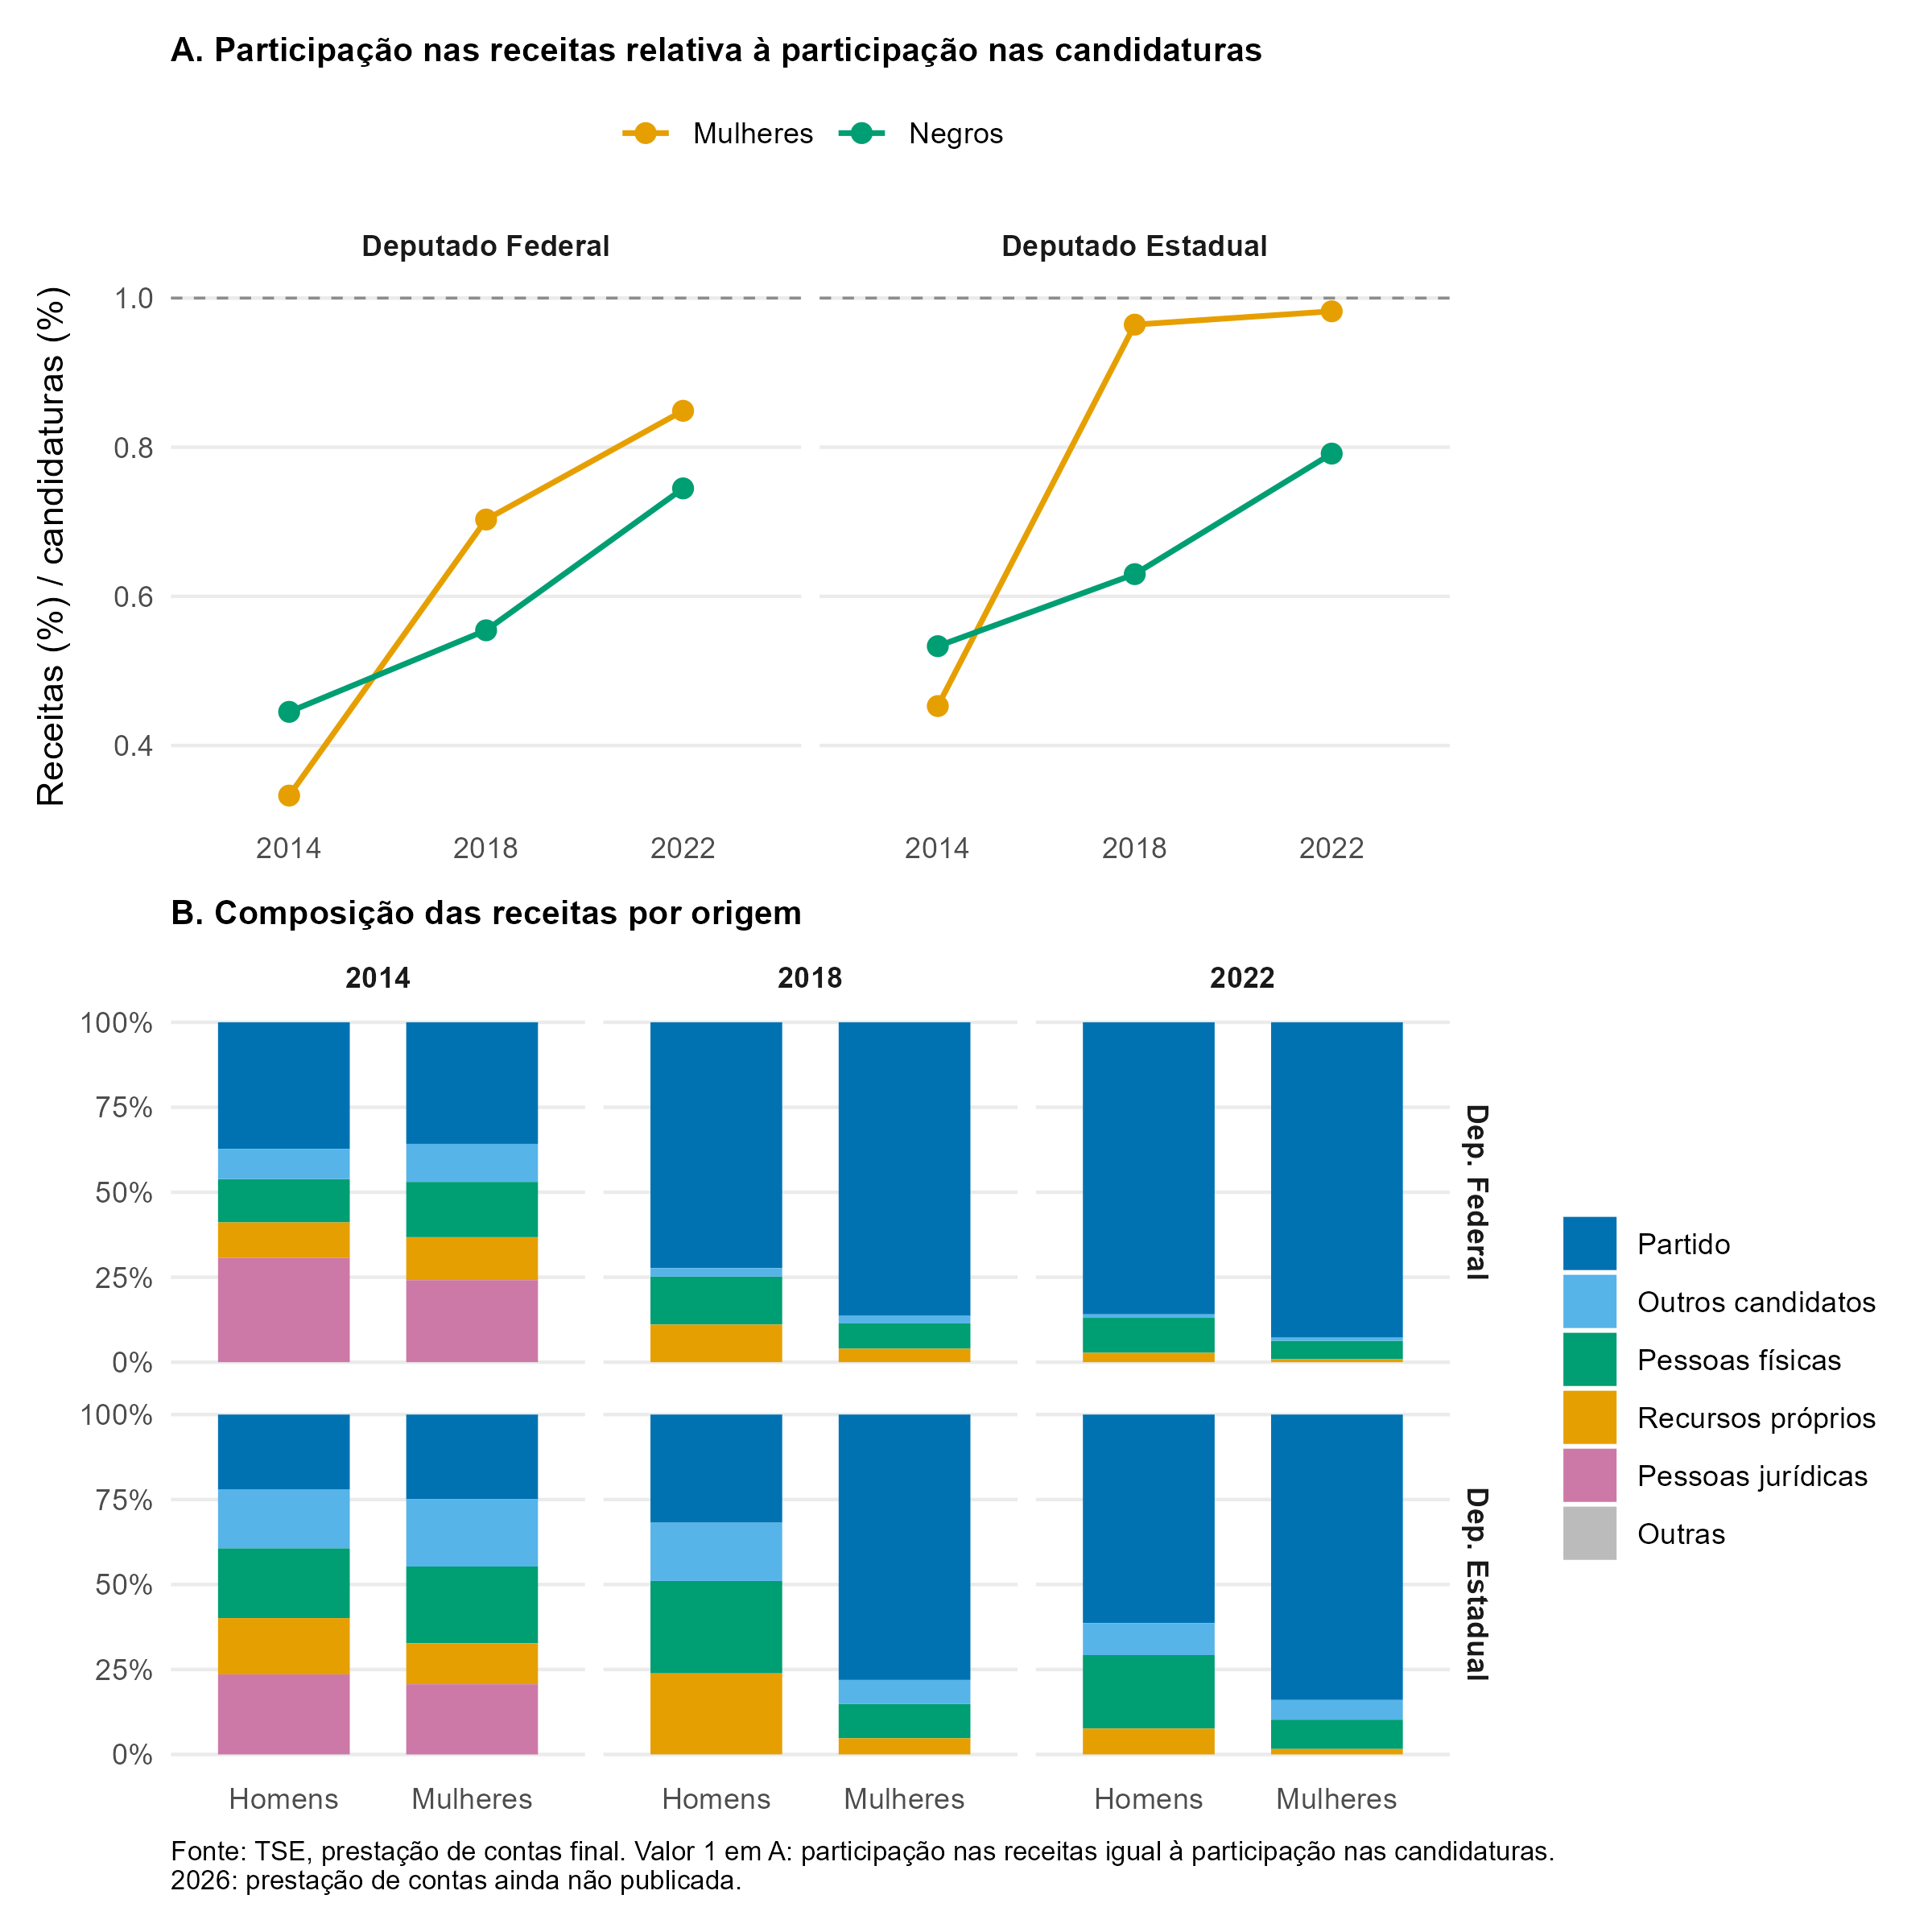 A. Participação nas receitas relativa à participação nas candidaturas
Mulheres
Negros
Deputado Federal
Deputado Estadual
Receitas (%) / candidaturas (%)
1.0
0.8
0.6
0.4
2014
2018
2022
2014
2018
2022
B. Composição das receitas por origem
2014
2018
2022
100%
75%
50%
25%
0%
Dep. Federal
100%
75%
50%
25%
0%
Dep. Estadual
Homens
Mulheres
Homens
Mulheres
Homens
Mulheres
Partido
Outros candidatos
Pessoas físicas
Recursos próprios
Pessoas jurídicas
Outras
Fonte: TSE, prestação de contas final. Valor 1 em A: participação nas receitas igual à participação nas candidaturas.
2026: prestação de contas ainda não publicada.